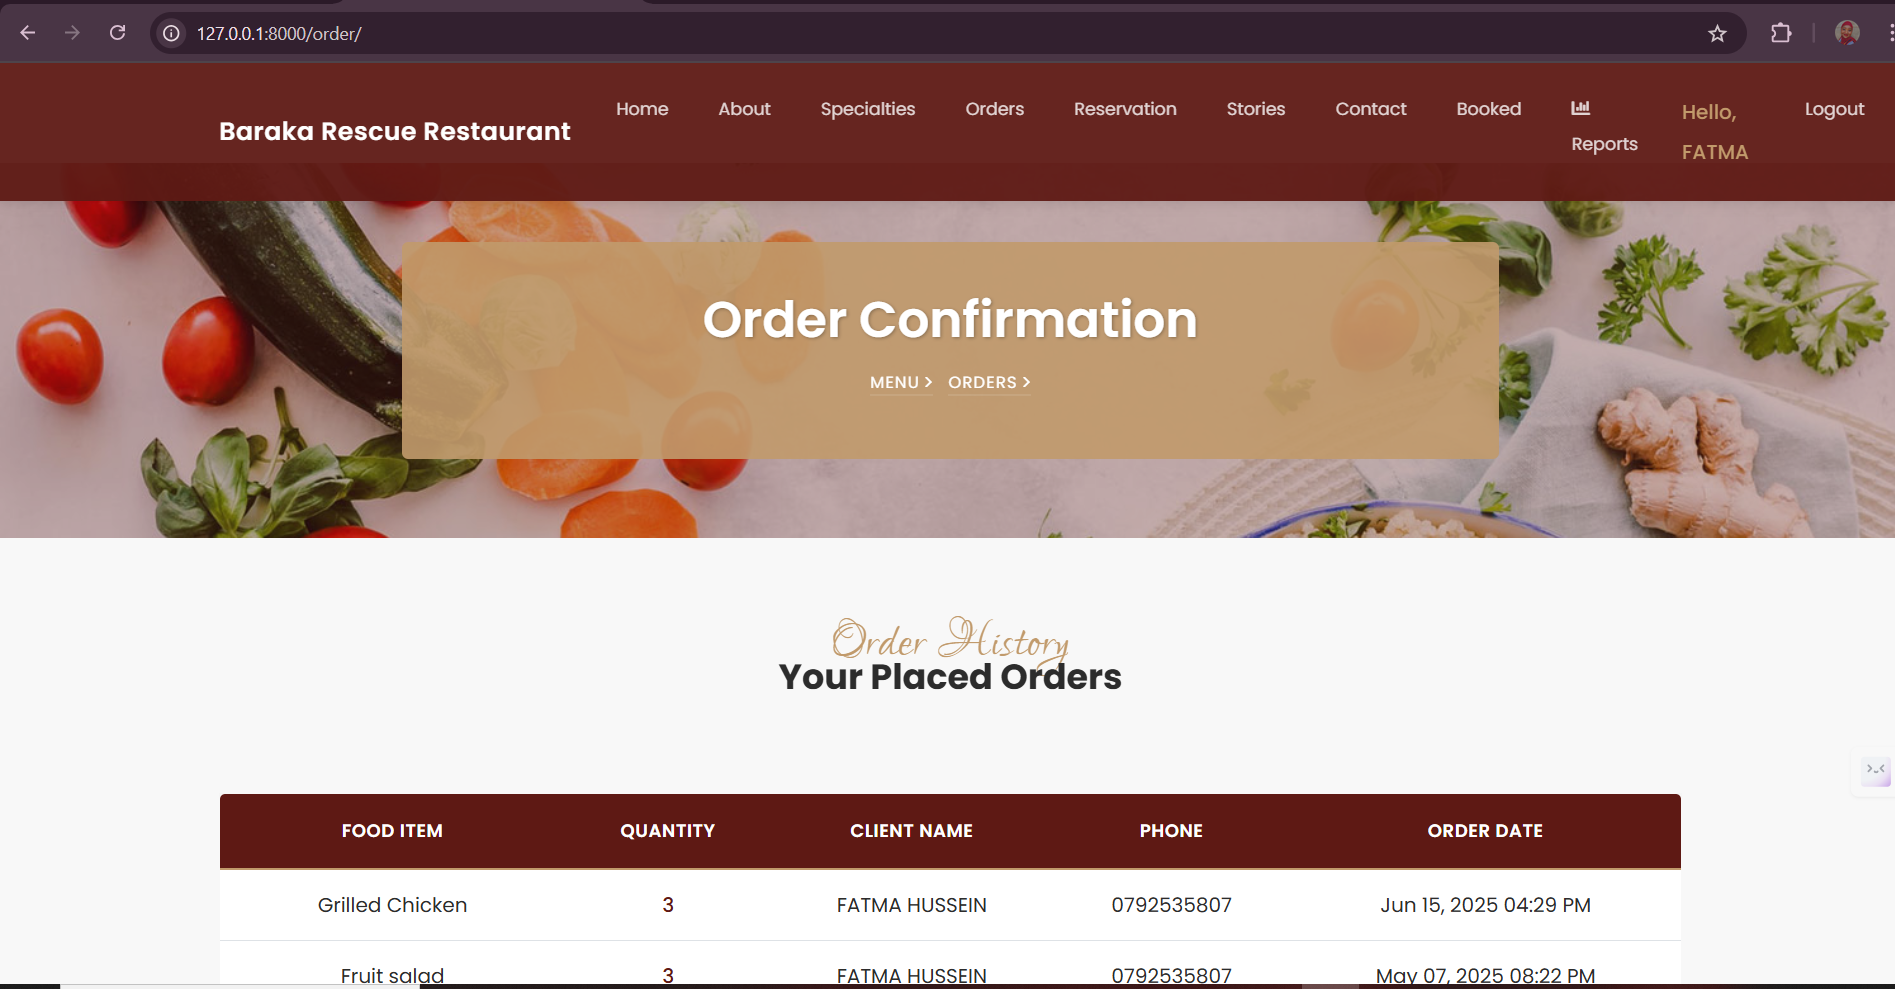 127.0.0.1:8000/order/
Baraka Rescue Restaurant
Home
About
Specialties
Orders
Reservation
Stories
Contact
Booked
Reports
Hello,
FATMA
Logout
Order Confirmation
MENU > ORDERS >
Order History
Your Placed Orders
FOOD ITEM QUANTITY CLIENT NAME PHONE ORDER DATE
Grilled Chicken 3 FATMA HUSSEIN 0792535807 Jun 15, 2025 04:29 PM
Fruit salad 3 FATMA HUSSEIN 0792535807 May 07, 2025 08:22 PM